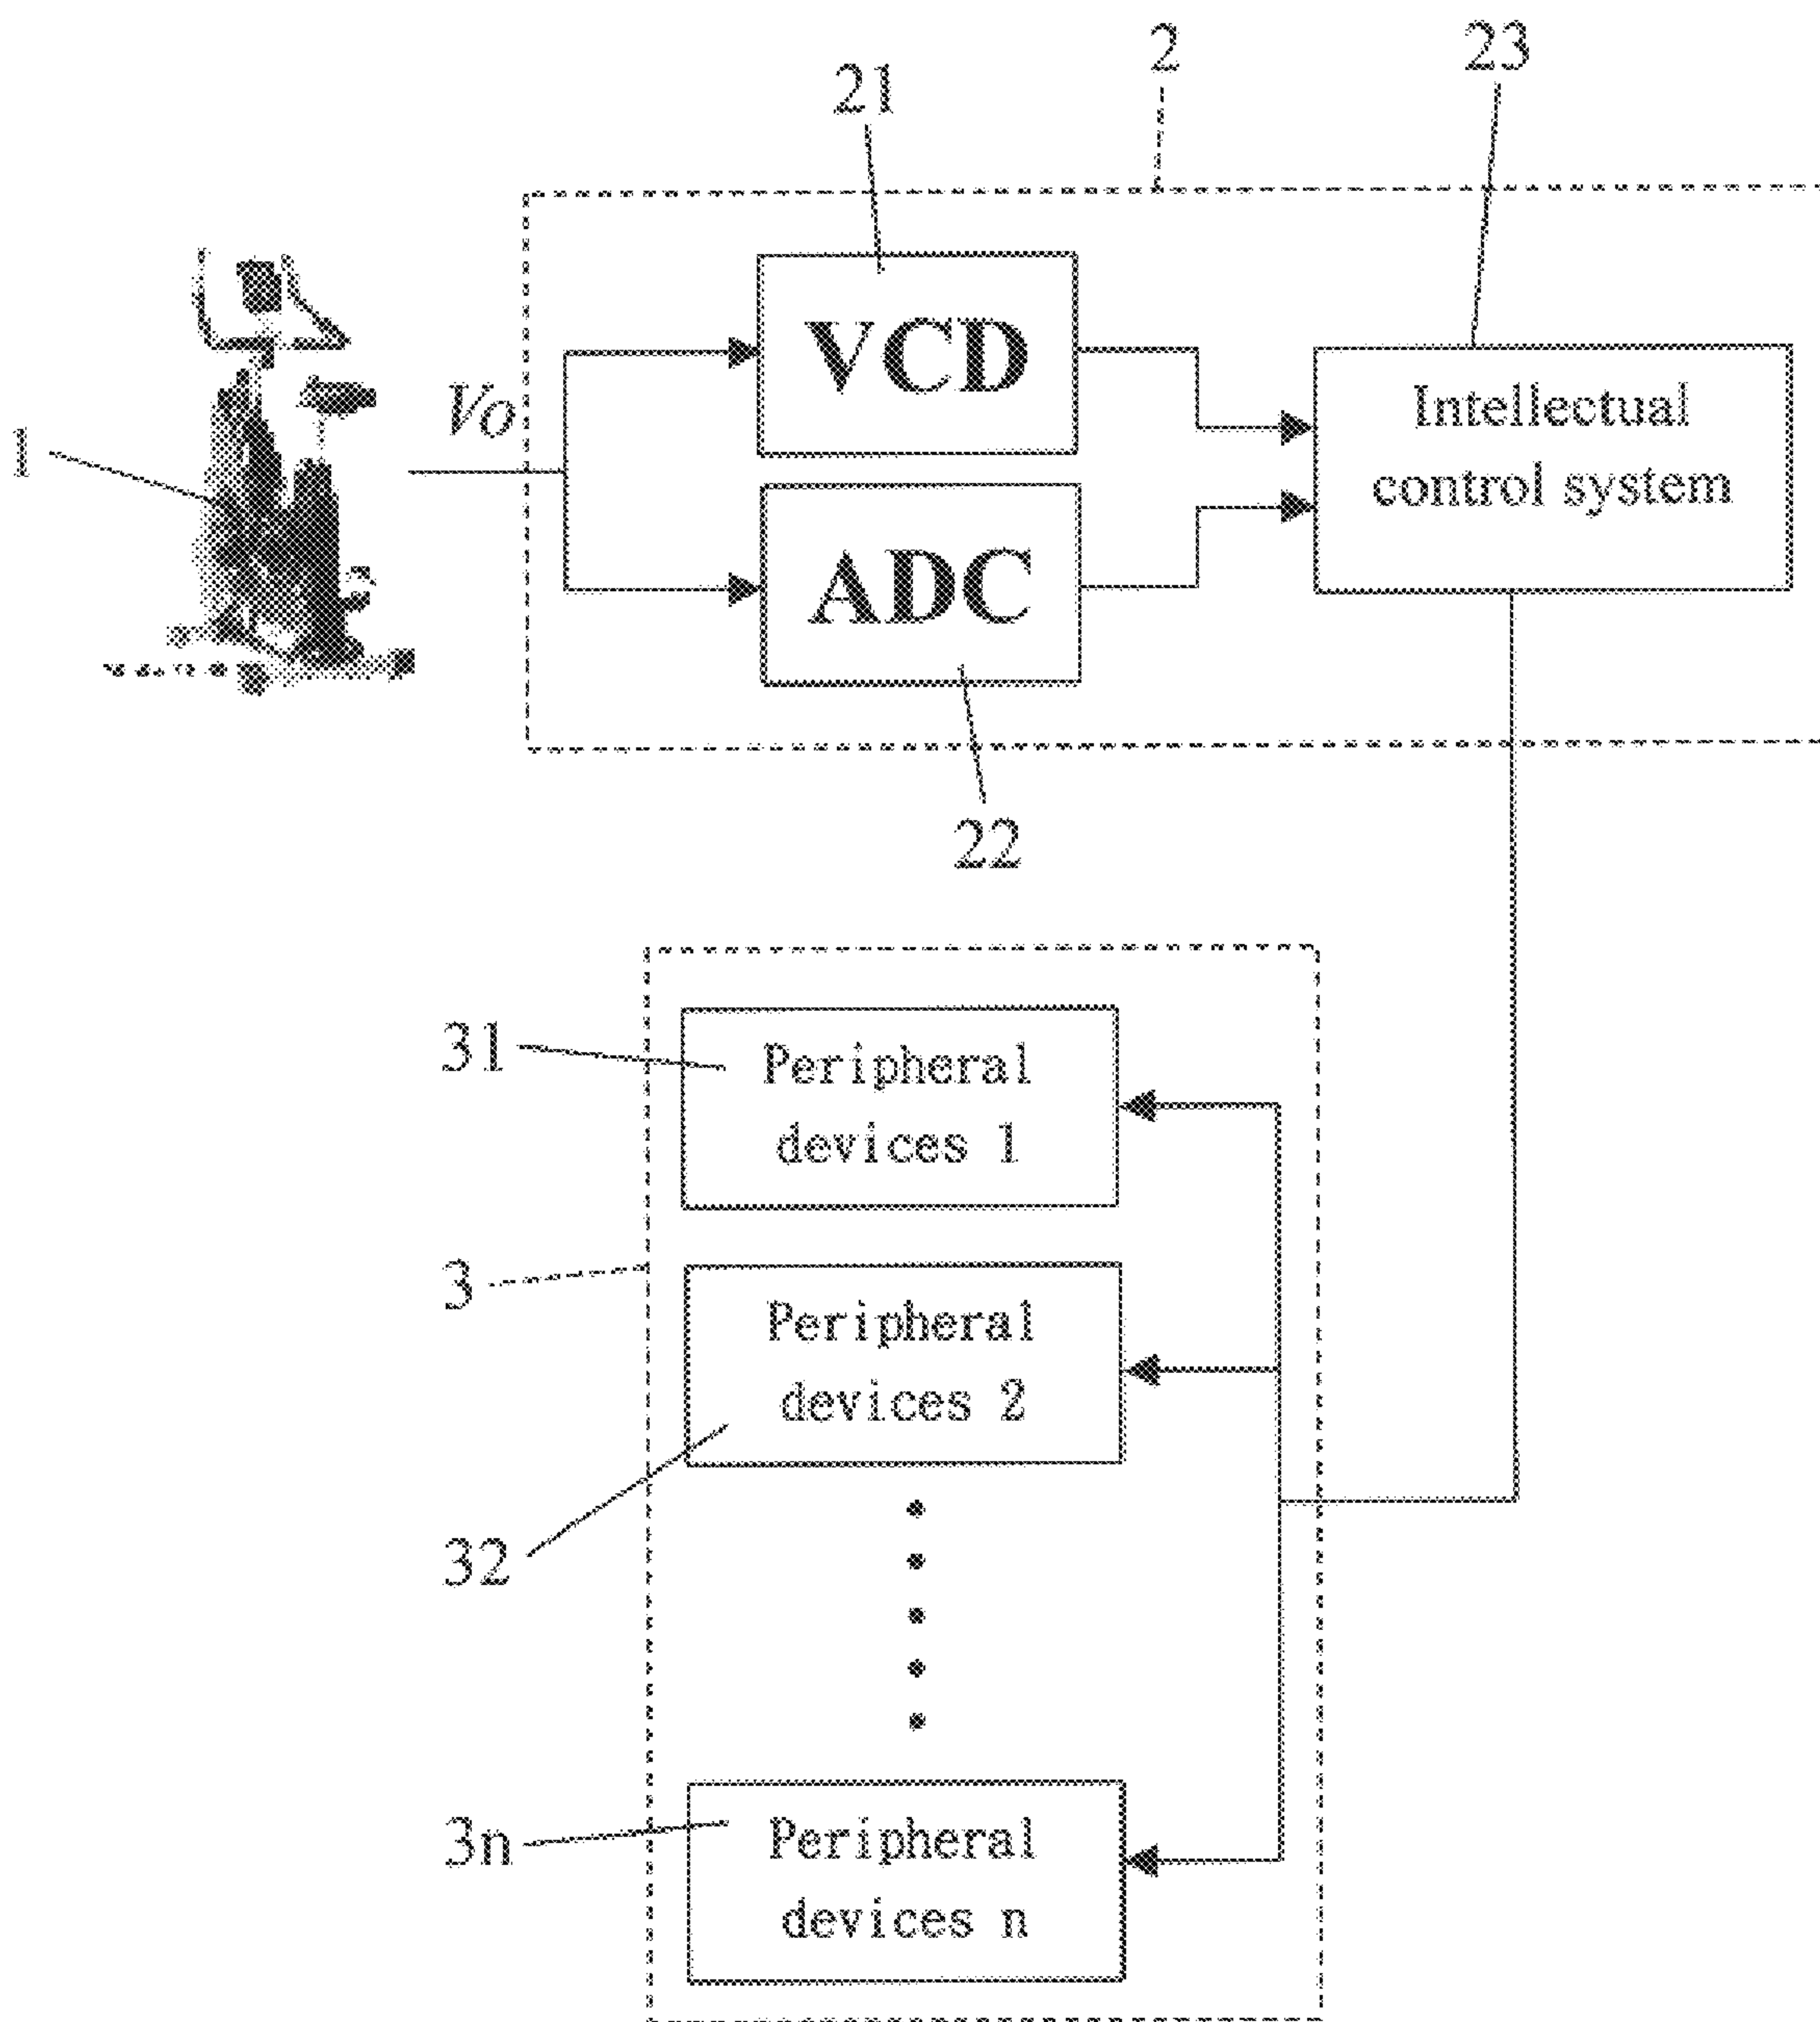 2
23
21
VCD
Intellectual
control system
Vo
1
ADC
22
31
Peripheral
devices 1
3
Peripheral
devices 2
32
3n
Peripheral
devices n